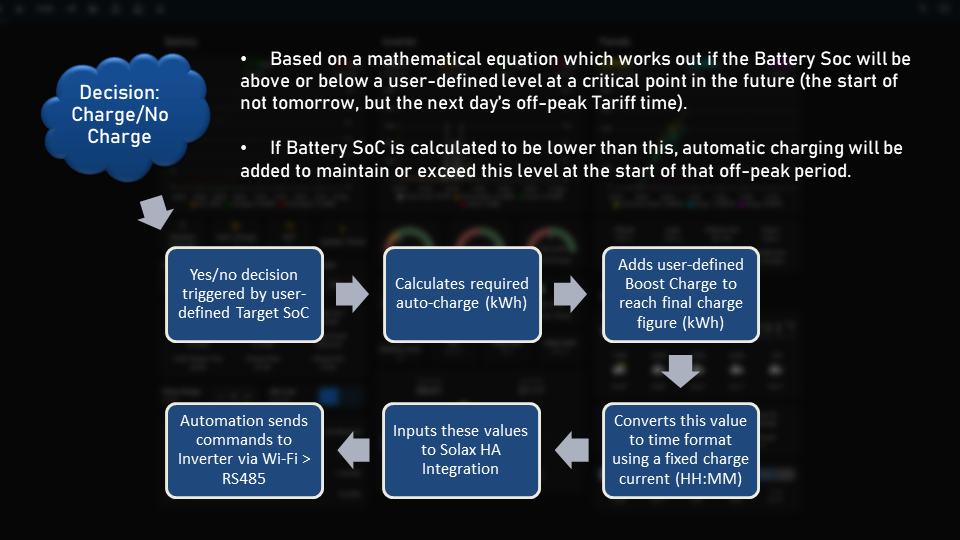 Decision:
Charge/No
Charge
• Based on a mathematical equation which works out if the Battery Soc will be
above or below a user-defined level at a critical point in the future (the start of
not tomorrow, but the next day's off-peak Tariff time).
• If Battery SoC is calculated to be lower than this, automatic charging will be
added to maintain or exceed this level at the start of that off-peak period.
Yes/no decision
triggered by user-
defined Target SoC
Calculates required
auto-charge (kWh)
Adds user-defined
Boost Charge to
reach final charge
figure (kWh)
Converts this value
to time format
using a fixed charge
current (HH:MM)
Inputs these values
to Solax HA
Integration
Automation sends
commands to
Inverter via Wi-Fi >
RS485